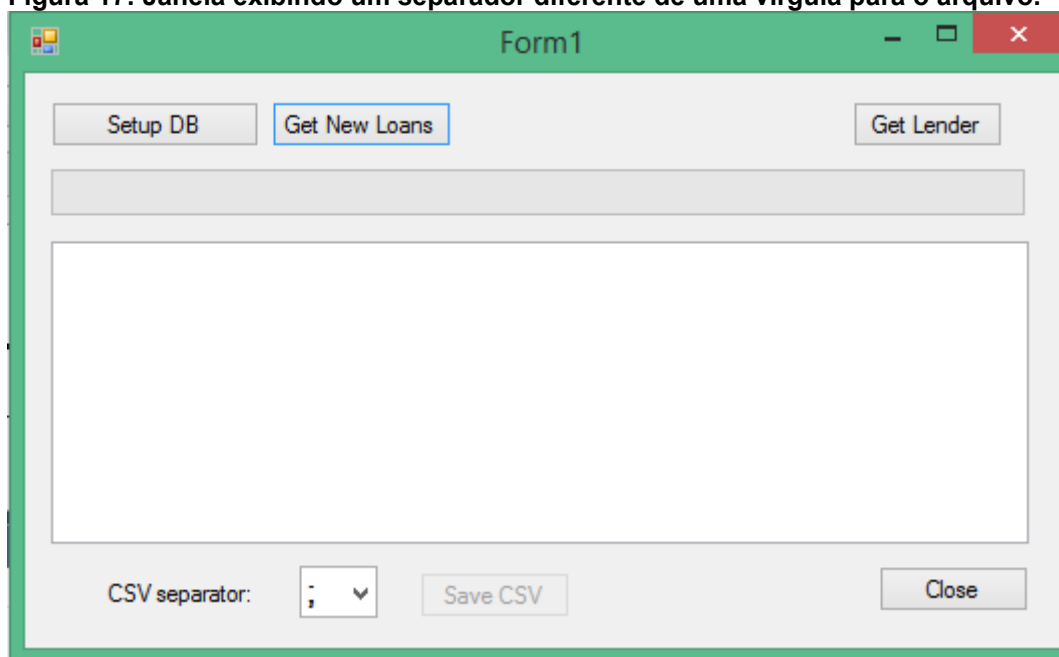 Figura 17: Janela exibindo um separador diferente de uma vírgula para o arquivo.
Form1
Setup DB Get New Loans Get Lender
CSV separator: ; Save CSV Close